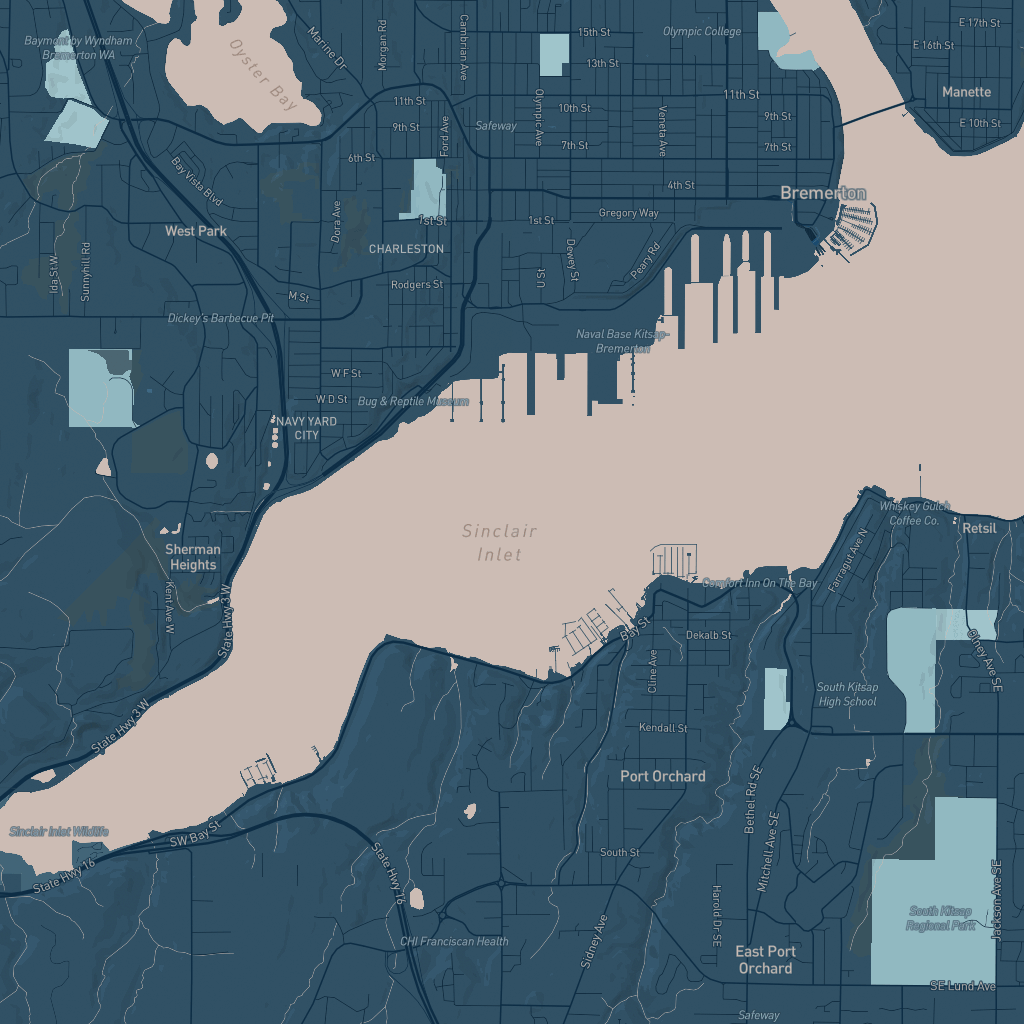 E 17th St
15th St
Olympic College
Baymont by Wyndham
Bremerton WA
Marine Dr
Morgan Rd
Cambrian Ave
E 16th St
Oyster Bay
13th St
Manette
11th St
11th St
Olympic Ave
10th St
Veneta Ave
9th St
Ford Ave
9th St
Safeway
E 10th St
7th St
7th St
6th St
Bay Vista Blvd
4th St
Bremerton
Dora Ave
1st St
1st St
Gregory Way
West Park
CHARLESTON
Ida St W
Sunnyhill Rd
Dewey St
Peary Rd
U St
M St
Rodgers St
Dickey's Barbecue Pit
Naval Base Kitsap-
Bremerton
W F St
W D St
Bug & Reptile Museum
NAVY YARD
CITY
Sinclair
Inlet
Whiskey Gulch
Coffee Co.
Retsil
Sherman
Heights
Farragut Ave N
Comfort Inn On The Bay
Kent Ave W
State Hwy 3 W
Bay St
Dekalb St
Olney Ave SE
Cline Ave
South Kitsap
High School
State Hwy 3 W
Kendall St
Port Orchard
Bethel Rd SE
Sinclair Inlet Wildlife
SW Bay St
Mitchell Ave SE
South St
State Hwy 16
State Hwy 16
Jackson Ave SE
Harold Dr SE
South Kitsap
Regional Park
Sidney Ave
CHI Franciscan Health
East Port
Orchard
SE Lund Ave
Safeway